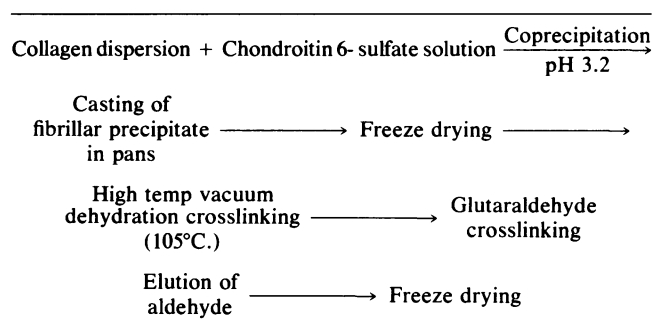 Collagen dispersion + Chondroitin 6- sulfate solution Coprecipitation
pH 3.2
Casting of
fibrillar precipitate
in pans
Freeze drying
High temp vacuum
dehydration crosslinking
(105°C.)
Glutaraldehyde
crosslinking
Elution of
aldehyde
Freeze drying